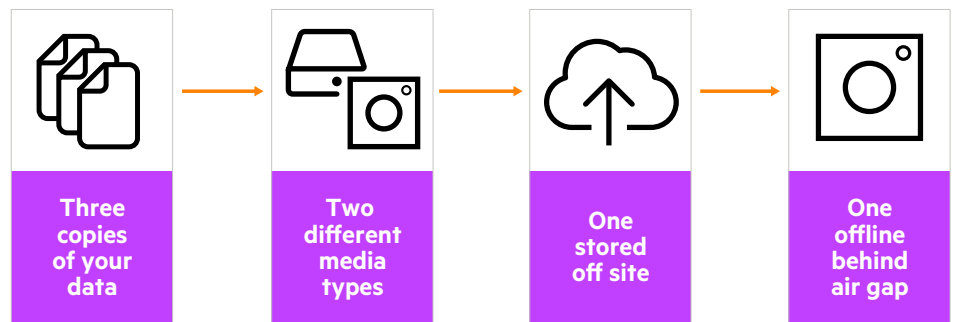 Three
copies
of your
data
Two
different
media
types
One
stored
off site
One
offline
behind
air gap